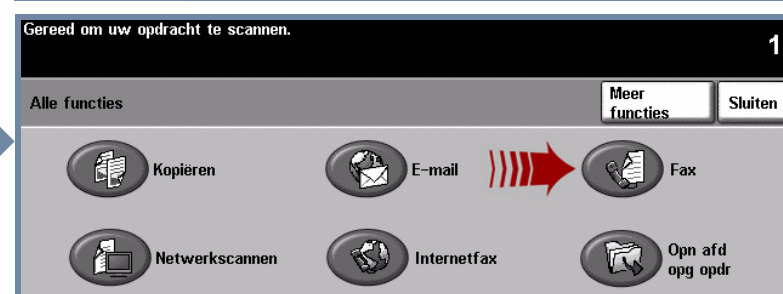 Gereed om uw opdracht te scannen.
1
Alle functies
Meer
functies
Sluiten
Kopiëren
E-mail
Fax
Netwerkscannen
Internetfax
Opn afd
opg opdr